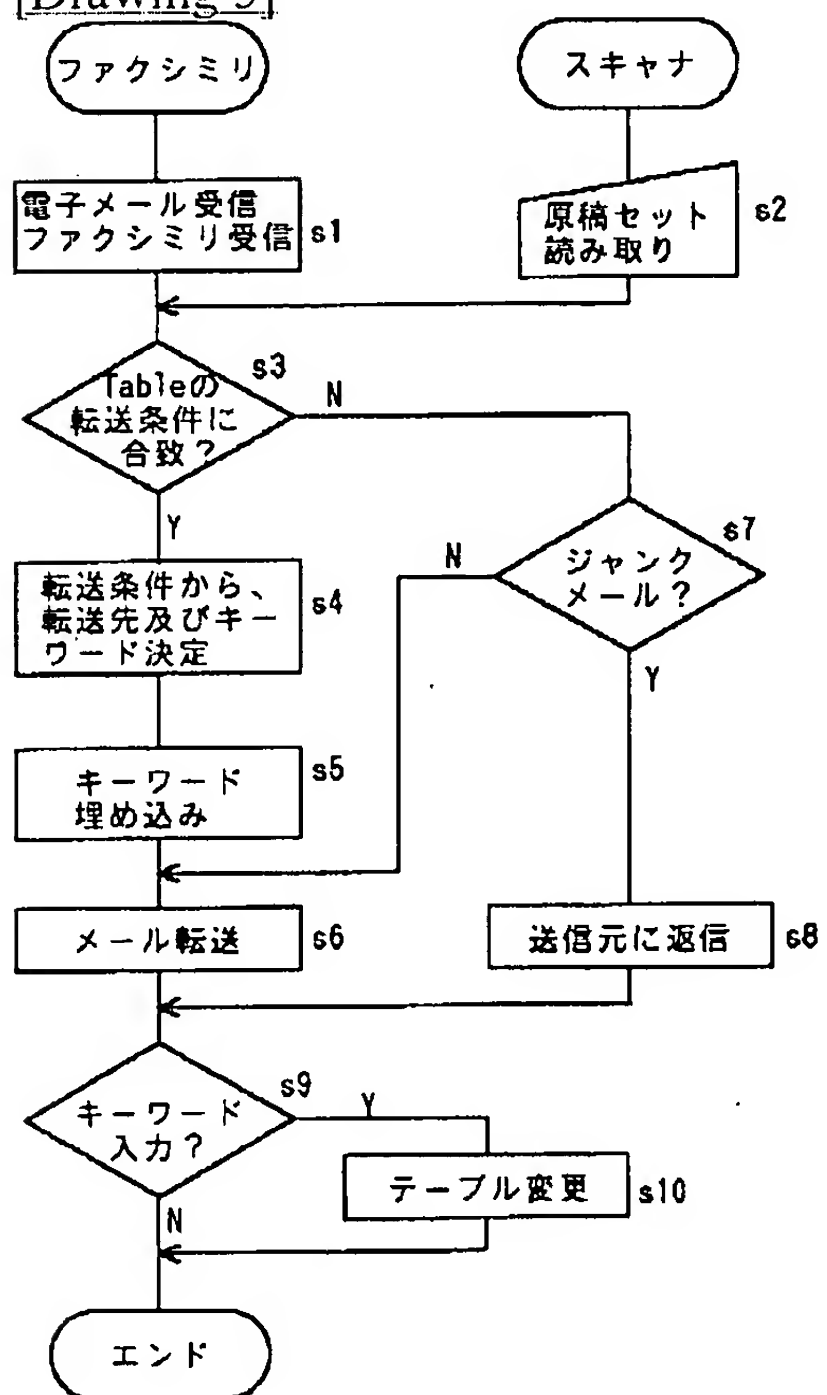 [Drawing 9]
ファクシミリ
スキャナ
電子メール受信
ファクシミリ受信
s1
原稿セット
読み取り
s2
Tableの
転送条件に
合致?
s3
N
Y
ジャンク
メール?
s7
N
Y
転送条件から、
転送先及びキー
ワード決定
s4
キーワード
埋め込み
s5
メール転送
s6
送信元に返信
s8
キーワード
入力?
s9
Y
テーブル変更
s10
N
エンド